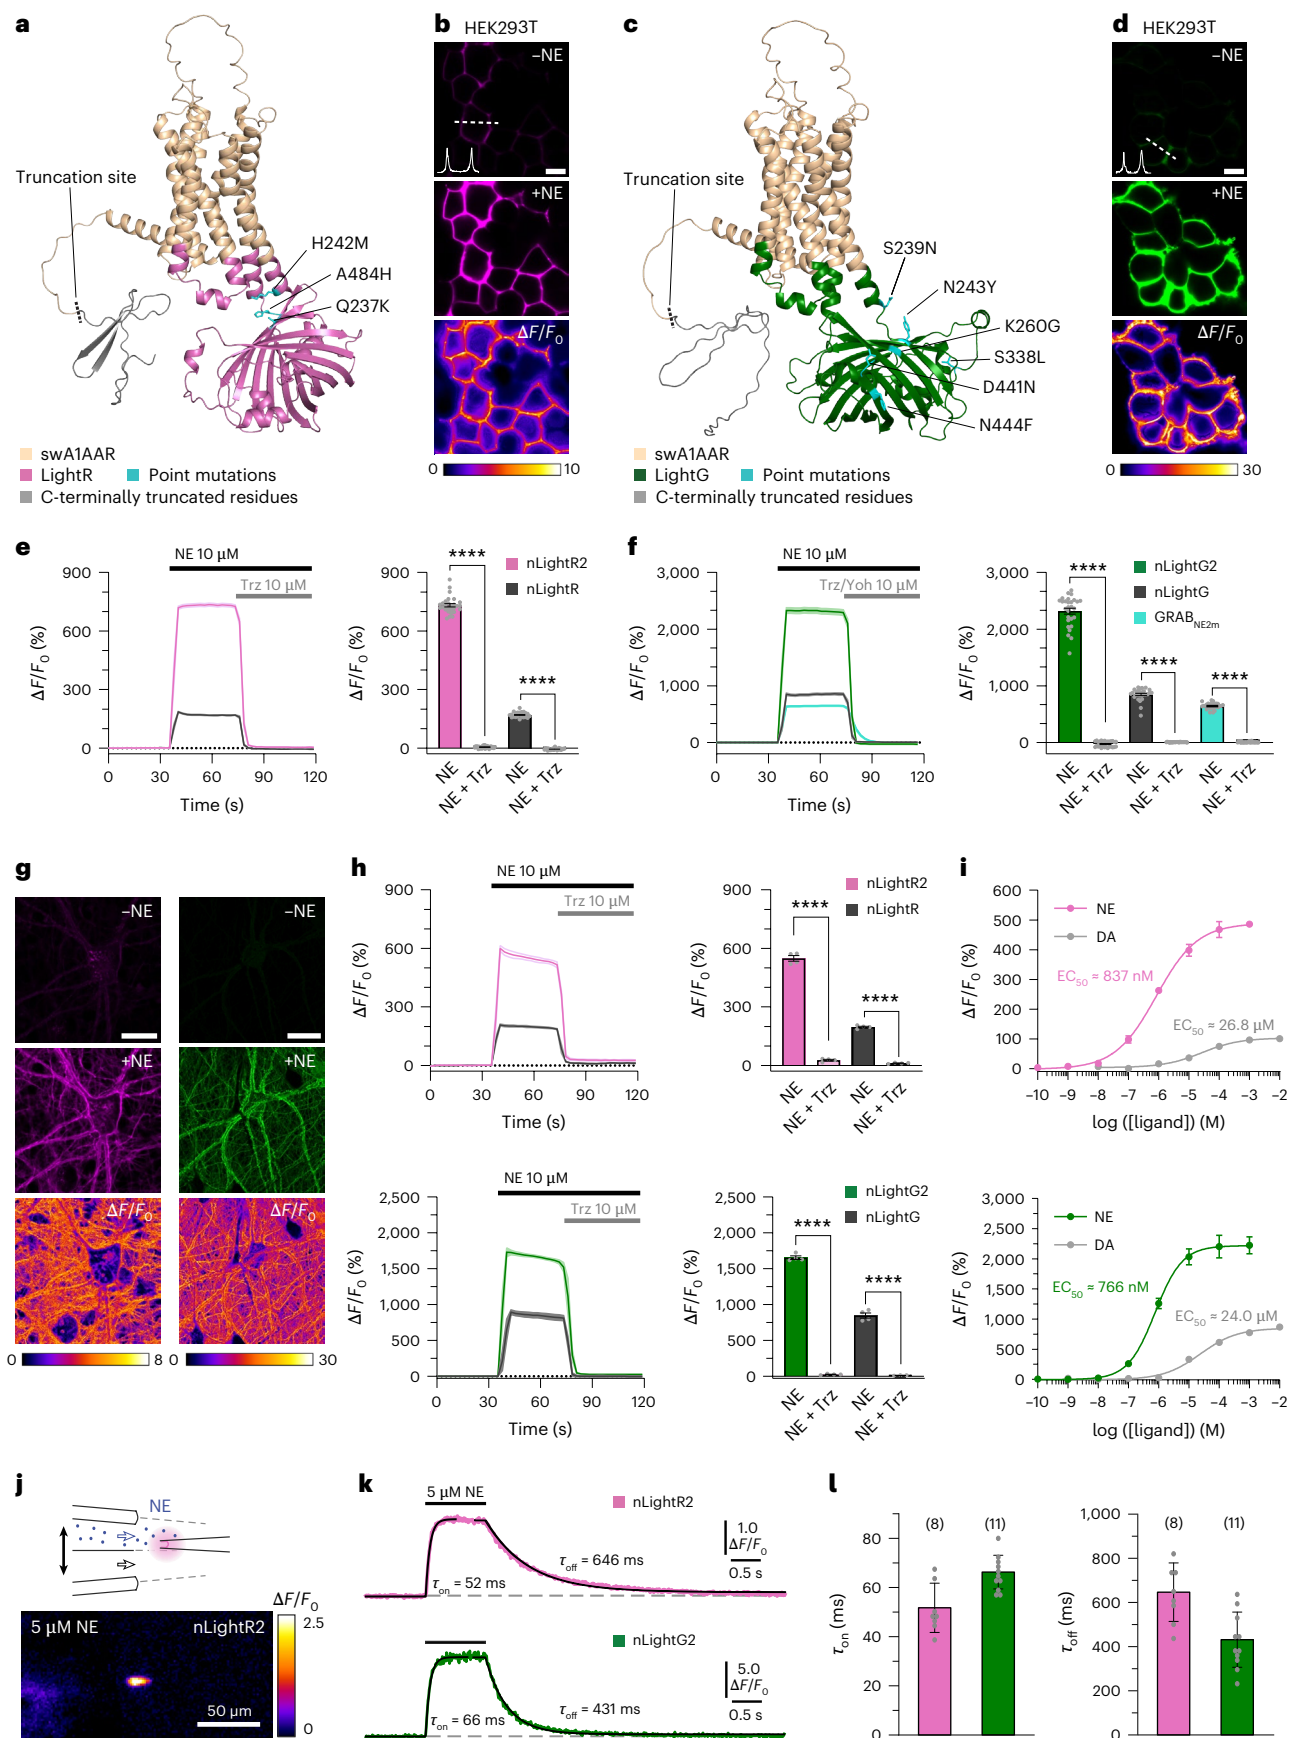 a
Truncation site
H242M
A484H
Q237K
swA1AAR
LightR
Point mutations
C-terminally truncated residues
b
HEK293T
–NE
+NE
ΔF/F0
0
10
c
Truncation site
S239N
N243Y
K260G
S338L
D441N
N444F
swA1AAR
LightG
Point mutations
C-terminally truncated residues
d
HEK293T
–NE
+NE
ΔF/F0
0
30
e
NE 10 μM
Trz 10 μM
ΔF/F0 (%)
900
600
300
0
0 30 60 90 120
Time (s)
ΔF/F0 (%)
900
600
300
0
****
****
nLightR2
nLightR
NE
NE + Trz
NE
NE + Trz
f
NE 10 μM
Trz/Yoh 10 μM
ΔF/F0 (%)
3,000
2,000
1,000
0
0 30 60 90 120
Time (s)
ΔF/F0 (%)
3,000
2,000
1,000
0
****
****
****
nLightG2
nLightG
GRABNE2m
NE
NE + Trz
NE
NE + Trz
NE
NE + Trz
g
–NE
–NE
+NE
+NE
ΔF/F0
ΔF/F0
0
8
0
30
h
NE 10 μM
Trz 10 μM
ΔF/F0 (%)
900
600
300
0
0 30 60 90 120
Time (s)
ΔF/F0 (%)
900
600
300
0
****
****
nLightR2
nLightR
NE
NE + Trz
NE
NE + Trz
NE 10 μM
Trz 10 μM
ΔF/F0 (%)
2,500
2,000
1,500
1,000
500
0
0 30 60 90 120
Time (s)
ΔF/F0 (%)
2,500
2,000
1,500
1,000
500
0
****
****
nLightG2
nLightG
NE
NE + Trz
NE
NE + Trz
i
ΔF/F0 (%)
600
500
400
300
200
100
0
NE
DA
EC50 ≈ 837 nM
EC50 ≈ 26.8 μM
–10 –9 –8 –7 –6 –5 –4 –3 –2
log ([ligand]) (M)
ΔF/F0 (%)
3,000
2,500
2,000
1,500
1,000
500
0
NE
DA
EC50 ≈ 766 nM
EC50 ≈ 24.0 μM
–10 –9 –8 –7 –6 –5 –4 –3 –2
log ([ligand]) (M)
j
NE
5 μM NE
nLightR2
50 μm
ΔF/F0
2.5
0
k
5 μM NE
nLightR2
τon = 52 ms
τoff = 646 ms
1.0
ΔF/F0
0.5 s
nLightG2
τon = 66 ms
τoff = 431 ms
5.0
ΔF/F0
0.5 s
l
τon (ms)
80
60
40
20
0
(8)
(11)
τoff (ms)
1,000
800
600
400
200
0
(8)
(11)